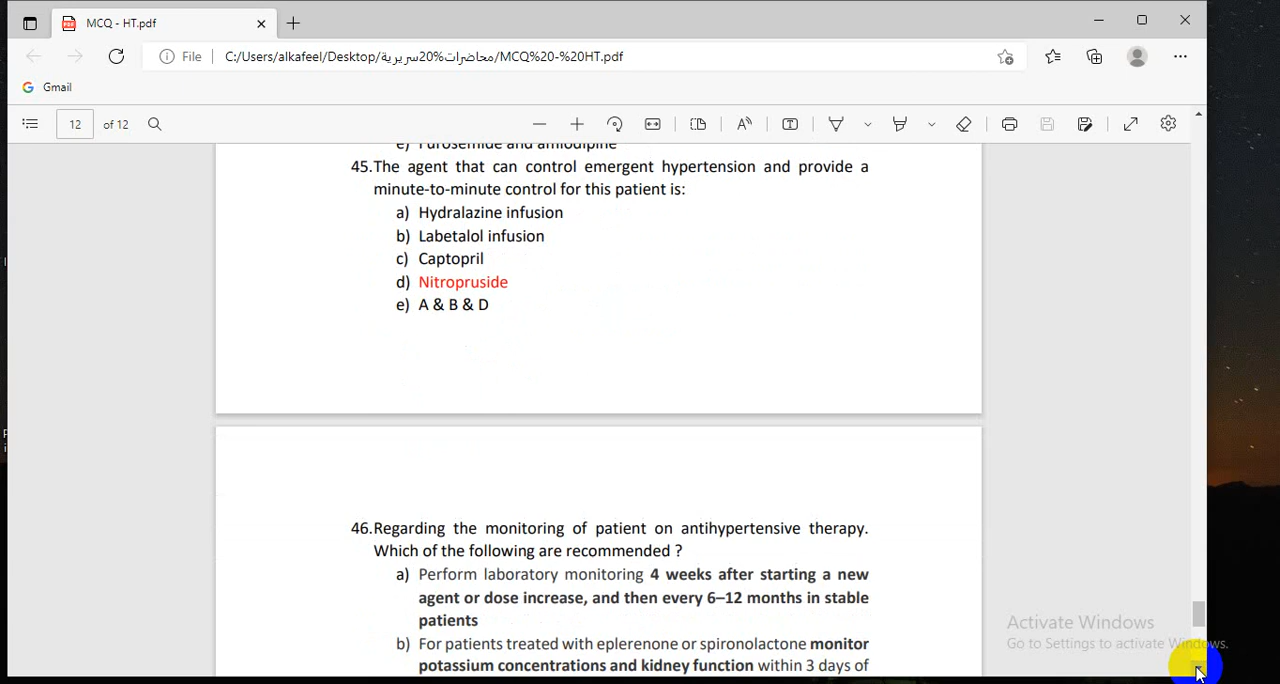 MCQ - HT.pdf
File
C:/Users/alkafeel/Desktop/محاضرات%20سريرية/MCQ%20-%20HT.pdf
Gmail
12 of 12
e) Furosemide and amlodipine
45.The agent that can control emergent hypertension and provide a
minute-to-minute control for this patient is:
a) Hydralazine infusion
b) Labetalol infusion
c) Captopril
d) Nitropruside
e) A & B & D
46.Regarding the monitoring of patient on antihypertensive therapy.
Which of the following are recommended ?
a) Perform laboratory monitoring 4 weeks after starting a new
agent or dose increase, and then every 6–12 months in stable
patients
b) For patients treated with eplerenone or spironolactone monitor
potassium concentrations and kidney function within 3 days of
Activate Windows
Go to Settings to activate Windows.